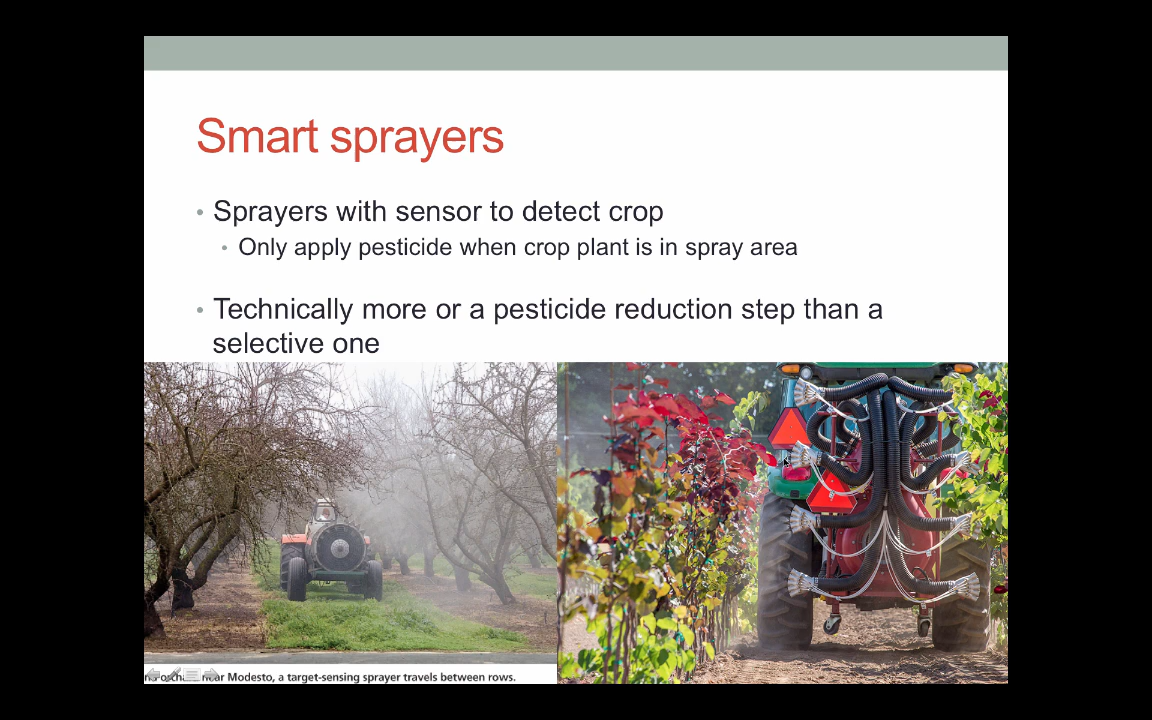 Smart sprayers
• Sprayers with sensor to detect crop
• Only apply pesticide when crop plant is in spray area
• Technically more or a pesticide reduction step than a
selective one
near Modesto, a target-sensing sprayer travels between rows.